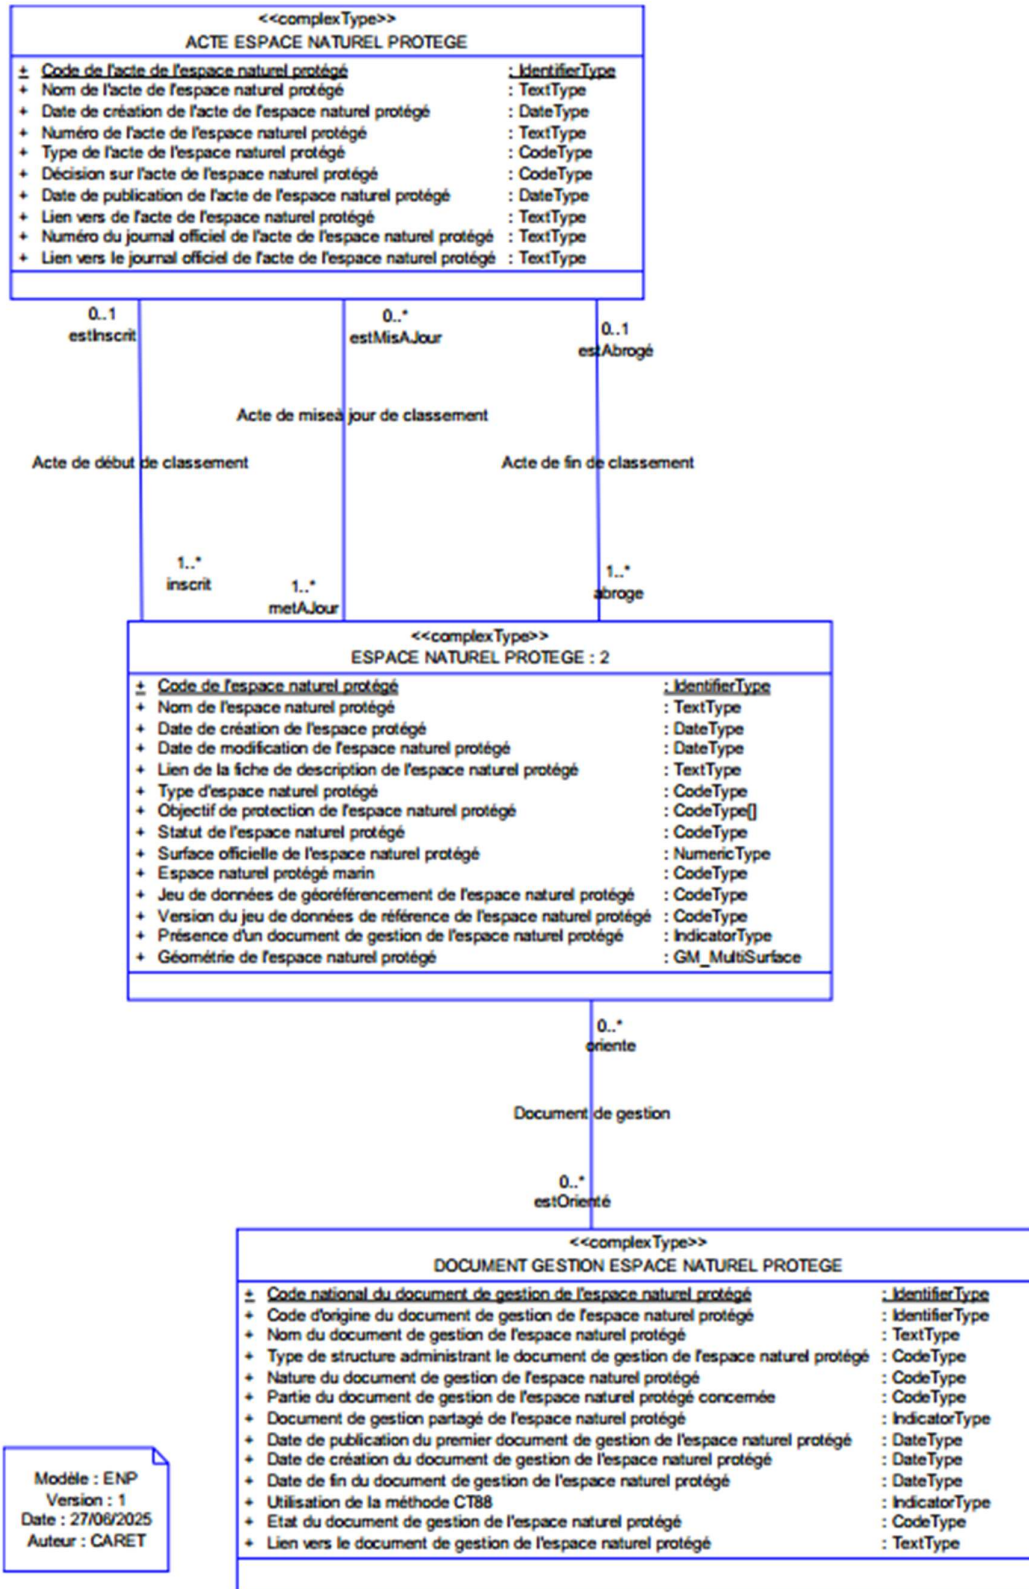 <<complexType>>
ACTE ESPACE NATUREL PROTEGE
+ Code de l'acte de l'espace naturel protégé : IdentifierType
+ Nom de l'acte de l'espace naturel protégé : TextType
+ Date de création de l'acte de l'espace naturel protégé : DateType
+ Numéro de l'acte de l'espace naturel protégé : TextType
+ Type de l'acte de l'espace naturel protégé : CodeType
+ Décision sur l'acte de l'espace naturel protégé : CodeType
+ Date de publication de l'acte de l'espace naturel protégé : DateType
+ Lien vers de l'acte de l'espace naturel protégé : TextType
+ Numéro du journal officiel de l'acte de l'espace naturel protégé : TextType
+ Lien vers le journal officiel de l'acte de l'espace naturel protégé : TextType
0..1
estInscrit
0..*
estMisAJour
0..1
estAbrogé
Acte de miseà jour de classement
Acte de début de classement
Acte de fin de classement
1..*
inscrit
1..*
metAJour
1..*
abroge
<<complexType>>
ESPACE NATUREL PROTEGE : 2
+ Code de l'espace naturel protégé : IdentifierType
+ Nom de l'espace naturel protégé : TextType
+ Date de création de l'espace protégé : DateType
+ Date de modification de l'espace naturel protégé : DateType
+ Lien de la fiche de description de l'espace naturel protégé : TextType
+ Type d'espace naturel protégé : CodeType
+ Objectif de protection de l'espace naturel protégé : CodeType[]
+ Statut de l'espace naturel protégé : CodeType
+ Surface officielle de l'espace naturel protégé : NumericType
+ Espace naturel protégé marin : CodeType
+ Jeu de données de géoréférencement de l'espace naturel protégé : CodeType
+ Version du jeu de données de référence de l'espace naturel protégé : CodeType
+ Présence d'un document de gestion de l'espace naturel protégé : IndicatorType
+ Géométrie de l'espace naturel protégé : GM_MultiSurface
0..*
oriente
Document de gestion
0..*
estOrienté
<<complexType>>
DOCUMENT GESTION ESPACE NATUREL PROTEGE
+ Code national du document de gestion de l'espace naturel protégé : IdentifierType
+ Code d'origine du document de gestion de l'espace naturel protégé : IdentifierType
+ Nom du document de gestion de l'espace naturel protégé : TextType
+ Type de structure administrant le document de gestion de l'espace naturel protégé : CodeType
+ Nature du document de gestion de l'espace naturel protégé : CodeType
+ Partie du document de gestion de l'espace naturel protégé concernée : CodeType
+ Document de gestion partagé de l'espace naturel protégé : IndicatorType
+ Date de publication du premier document de gestion de l'espace naturel protégé : DateType
+ Date de création du document de gestion de l'espace naturel protégé : DateType
+ Date de fin du document de gestion de l'espace naturel protégé : DateType
+ Utilisation de la méthode CT88 : IndicatorType
+ Etat du document de gestion de l'espace naturel protégé : CodeType
+ Lien vers le document de gestion de l'espace naturel protégé : TextType
Modèle : ENP
Version : 1
Date : 27/06/2025
Auteur : CARET